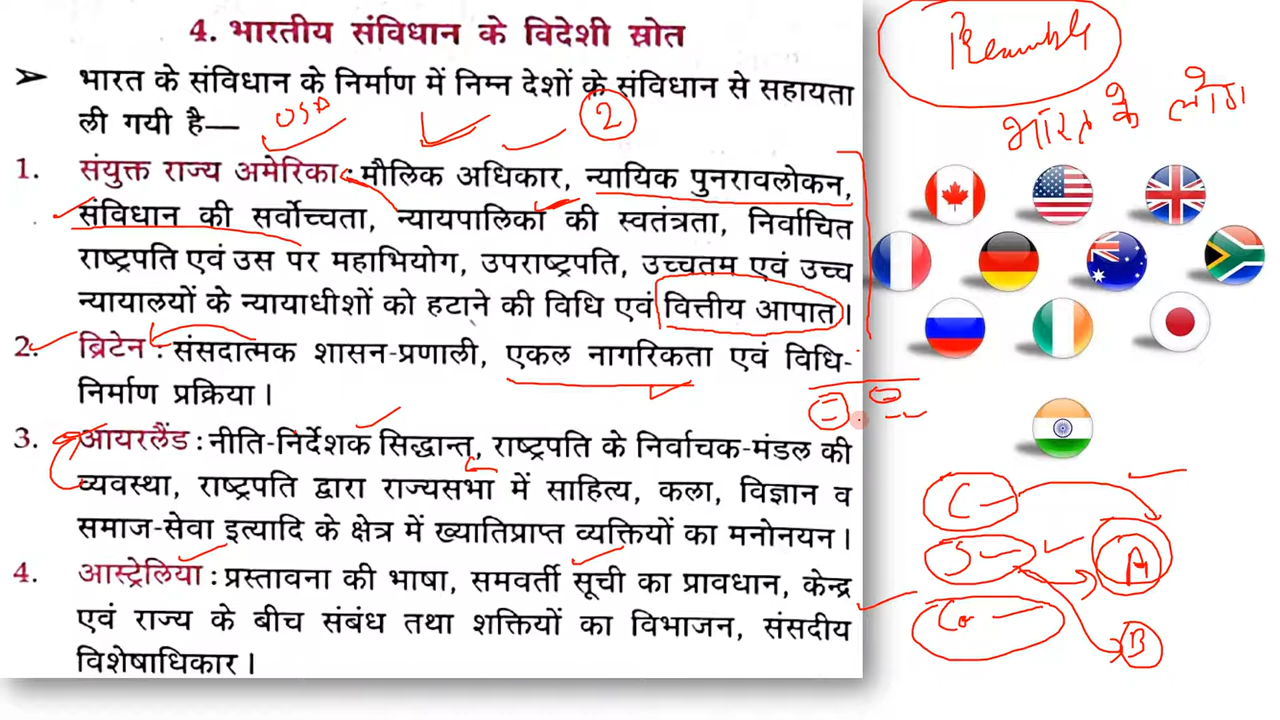 4. भारतीय संविधान के विदेशी स्रोत
➤ भारत के संविधान के निर्माण में निम्न देशों के संविधान से सहायता
ली गयी है—
USA
2
1. संयुक्त राज्य अमेरिका : मौलिक अधिकार, न्यायिक पुनरावलोकन,
संविधान की सर्वोच्चता, न्यायपालिका की स्वतंत्रता, निर्वाचित
राष्ट्रपति एवं उस पर महाभियोग, उपराष्ट्रपति, उच्चतम एवं उच्च
न्यायालयों के न्यायाधीशों को हटाने की विधि एवं वित्तीय आपात।
2. ब्रिटेन : संसदात्मक शासन-प्रणाली, एकल नागरिकता एवं विधि-
निर्माण प्रक्रिया।
3. आयरलैंड : नीति-निर्देशक सिद्धान्त, राष्ट्रपति के निर्वाचक-मंडल की
व्यवस्था, राष्ट्रपति द्वारा राज्यसभा में साहित्य, कला, विज्ञान व
समाज-सेवा इत्यादि के क्षेत्र में ख्यातिप्राप्त व्यक्तियों का मनोनयन।
4. आस्ट्रेलिया : प्रस्तावना की भाषा, समवर्ती सूची का प्रावधान, केन्द्र
एवं राज्य के बीच संबंध तथा शक्तियों का विभाजन, संसदीय
विशेषाधिकार।
भारत के लोग
C
S
A
Co
B